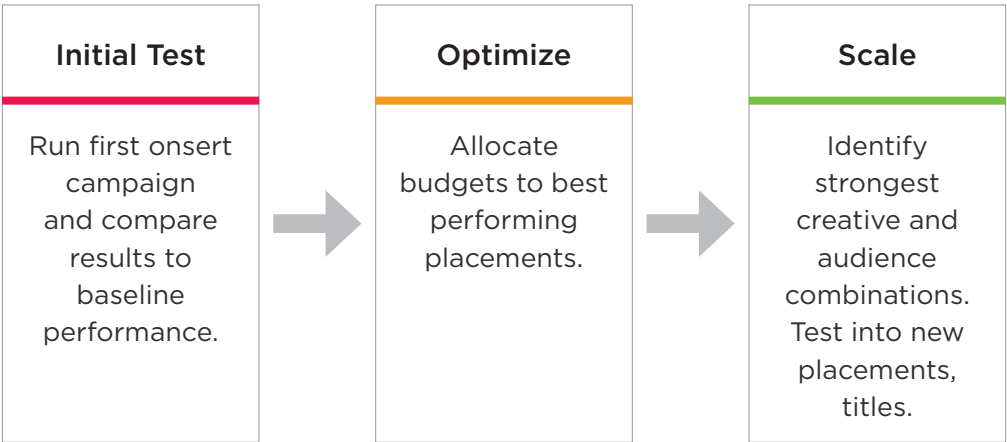 Initial Test
Run first onsert
campaign
and compare
results to
baseline
performance.
Optimize
Allocate
budgets to best
performing
placements.
Scale
Identify
strongest
creative and
audience
combinations.
Test into new
placements,
titles.